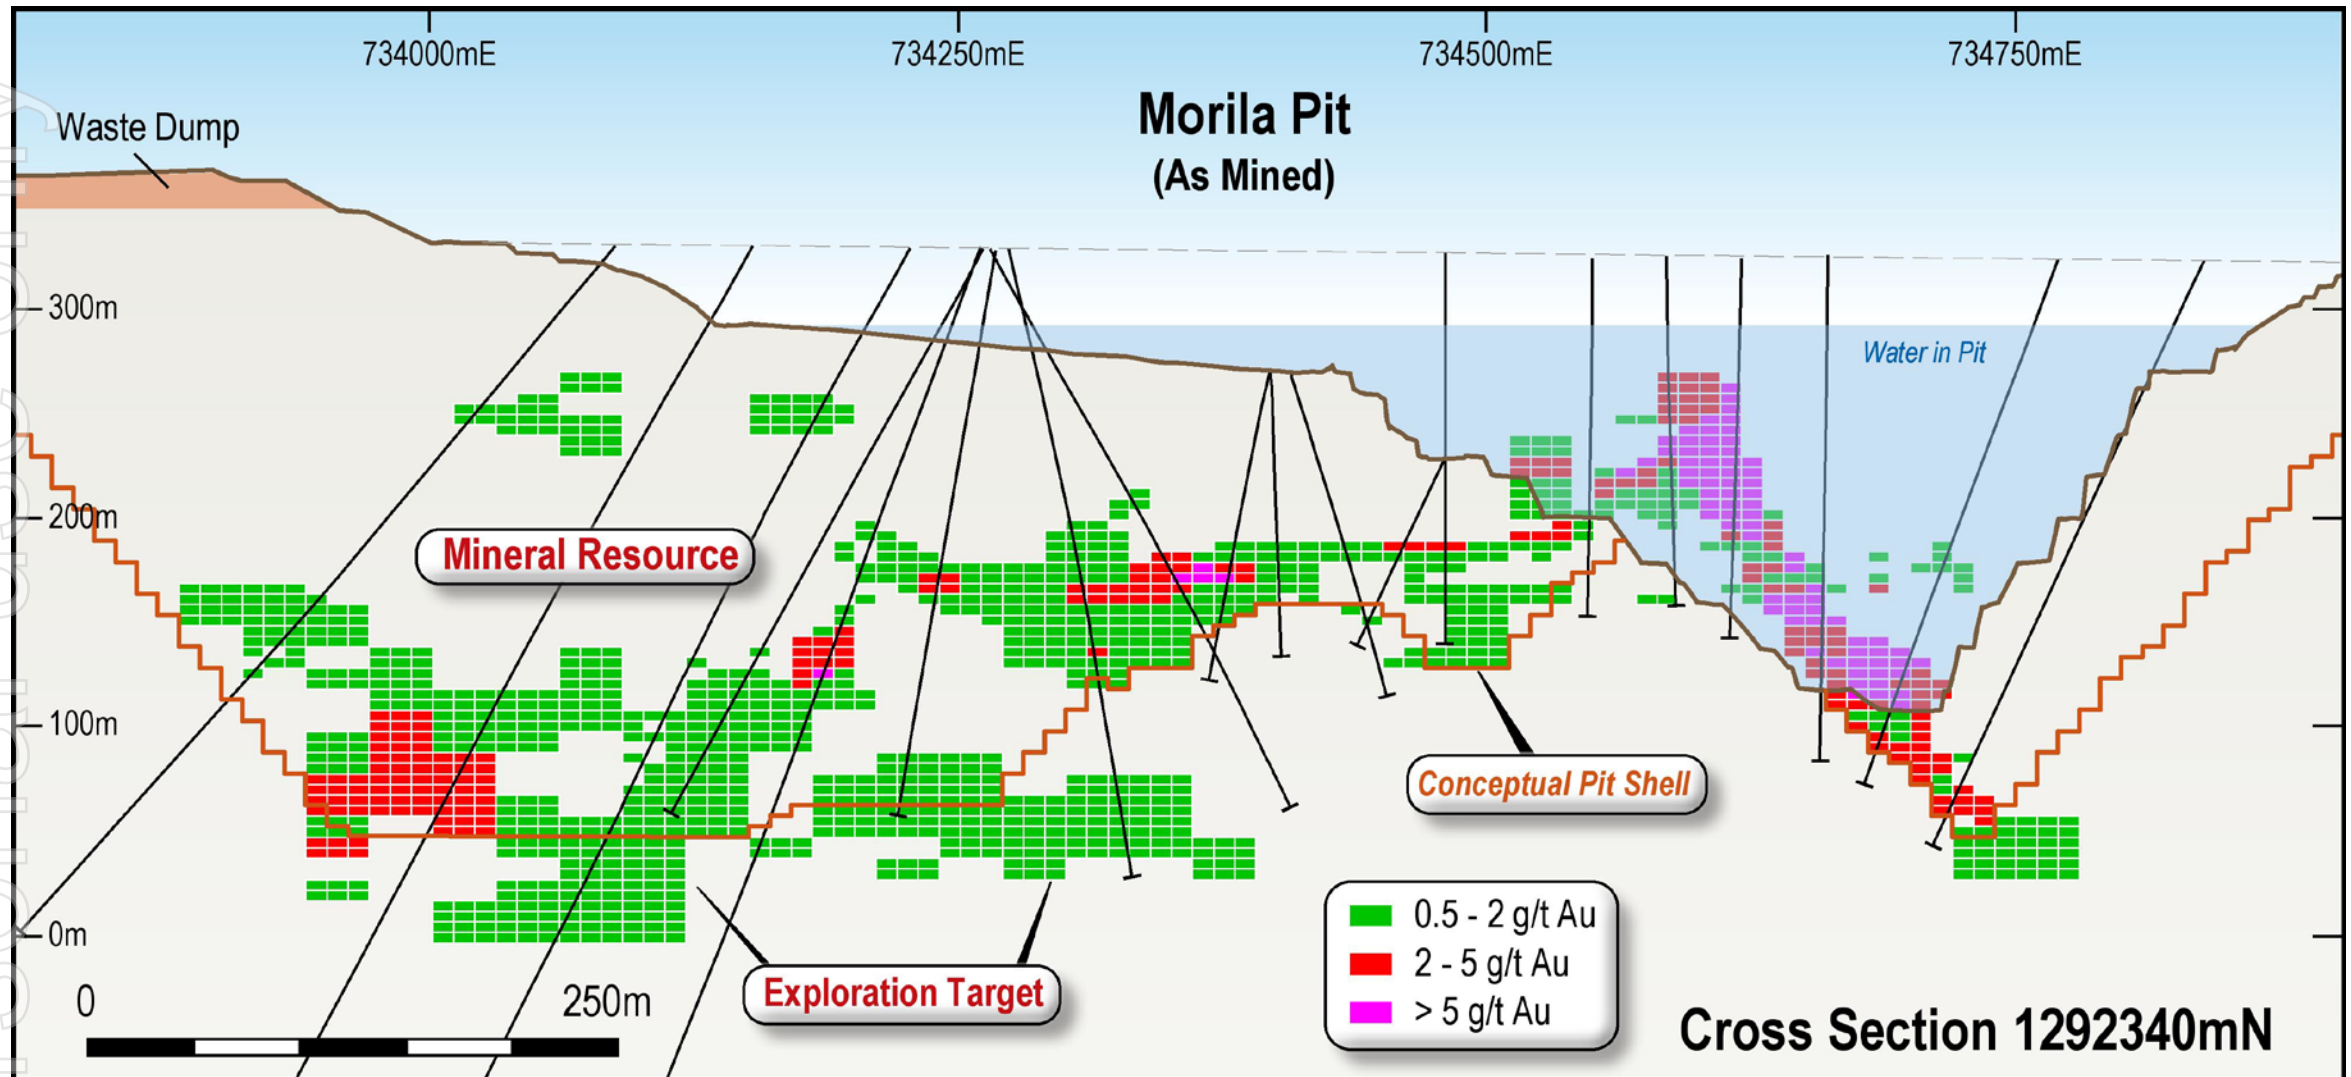 734000mE
734250mE
734500mE
734750mE
Morila Pit
(As Mined)
Waste Dump
300m
Water in Pit
200m
Mineral Resource
100m
Conceptual Pit Shell
0m
Exploration Target
0.5 - 2 g/t Au
2 - 5 g/t Au
> 5 g/t Au
0
250m
Cross Section 1292340mN